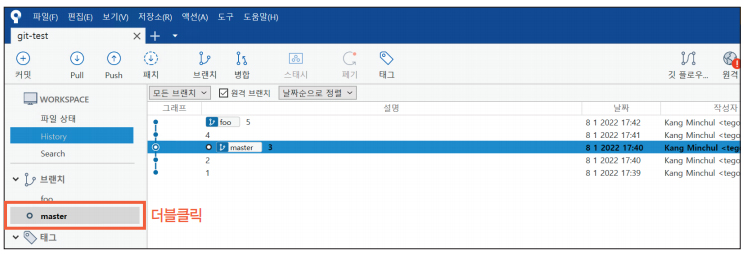 파일(F) 편집(E) 보기(V) 저장소(R) 액션(A) 도구 도움말(H)
git-test
커밋 Pull Push 패치 브랜치 병합 스태시 폐기 태그 깃 플로우... 원격
WORKSPACE
파일 상태
History
Search
브랜치
foo
master
태그
더블클릭
모든 브랜치 원격 브랜치 날짜순으로 정렬
그래프 설명 날짜 작성자
foo 5 8 1 2022 17:42 Kang Minchul <tego
4 8 1 2022 17:41 Kang Minchul <tego
master 3 8 1 2022 17:40 Kang Minchul <teg
2 8 1 2022 17:40 Kang Minchul <tego
1 8 1 2022 17:39 Kang Minchul <tego